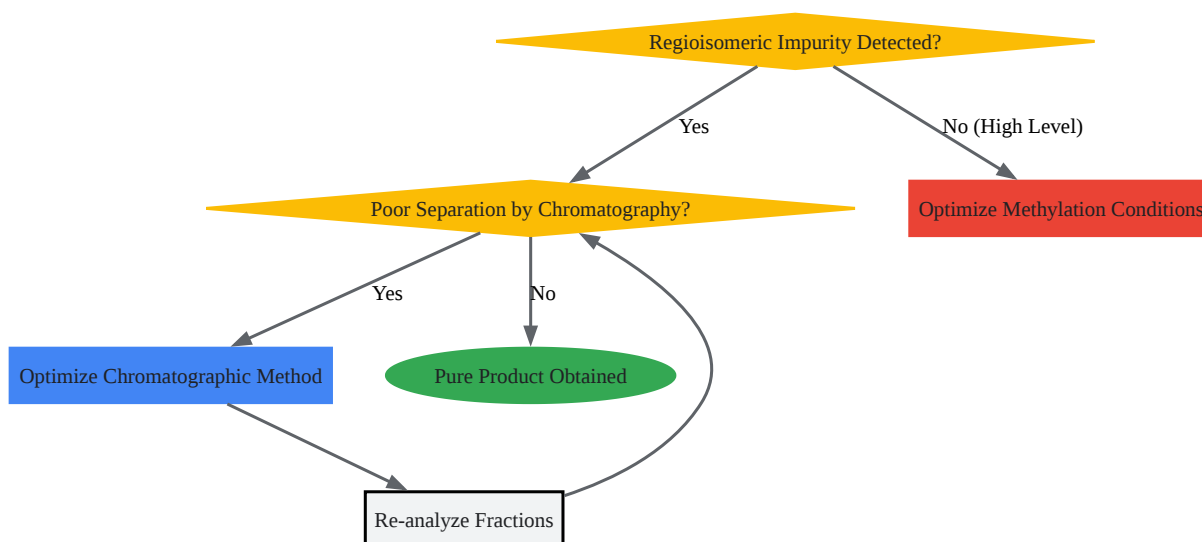 Regioisomeric Impurity Detected?
Yes
No (High Level)
Poor Separation by Chromatography?
Optimize Methylation Conditions
Yes
No
Optimize Chromatographic Method
Pure Product Obtained
Re-analyze Fractions